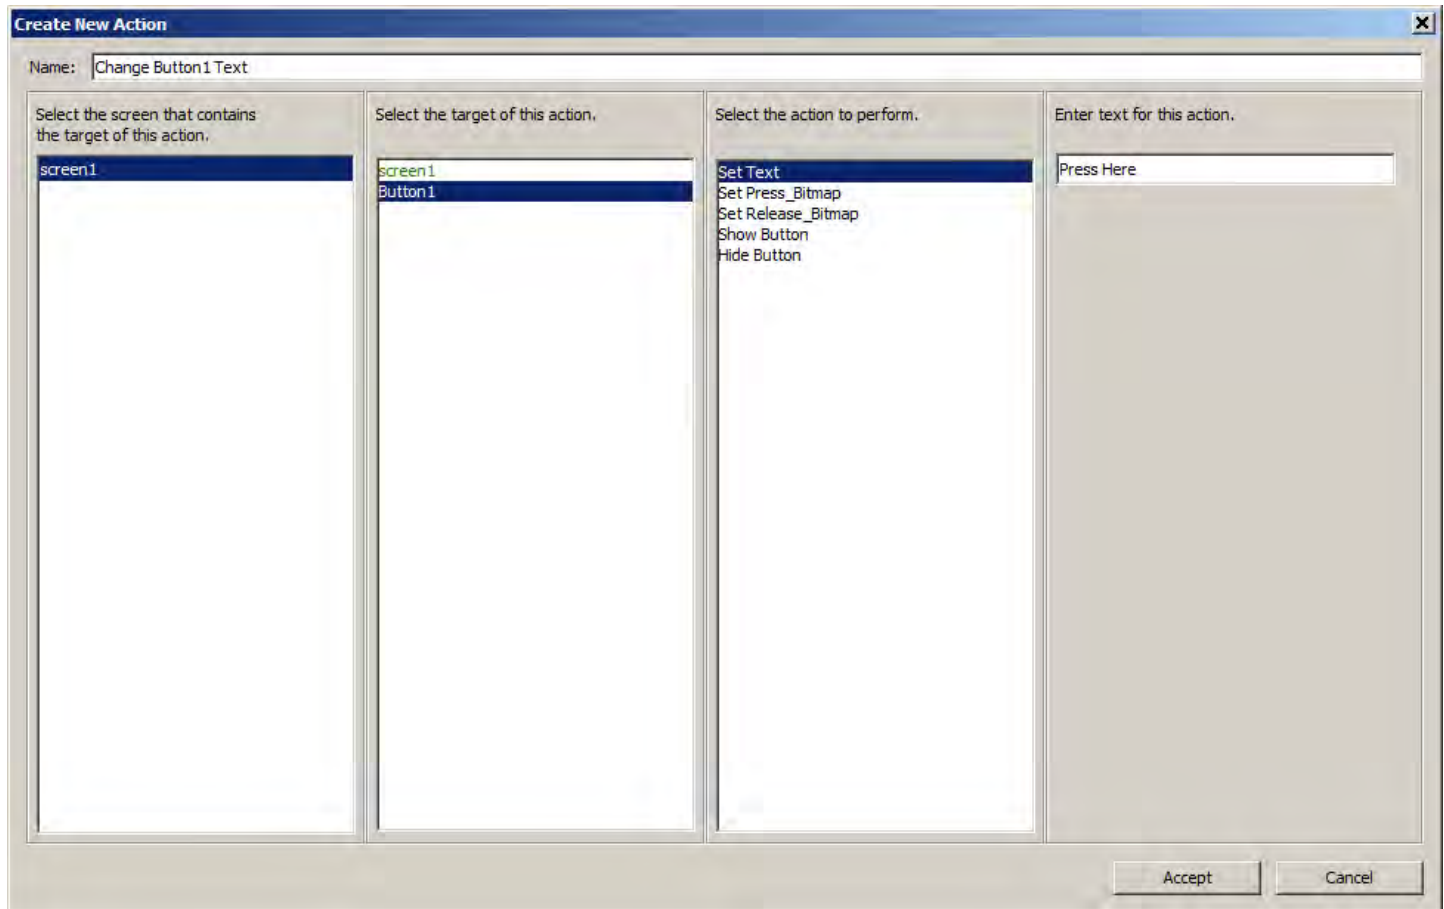 Create New Action
Name: Change Button1 Text
Select the screen that contains
the target of this action.
screen1
Select the target of this action.
screen1
Button1
Select the action to perform.
Set Text
Set Press_Bitmap
Set Release_Bitmap
Show Button
Hide Button
Enter text for this action.
Press Here
Accept
Cancel